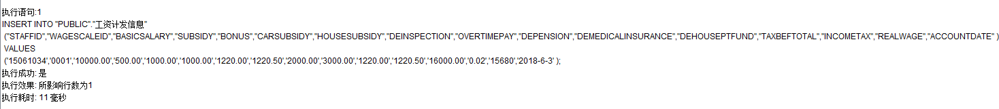 执行语句:1
INSERT INTO "PUBLIC"."工资计发信息"
("STAFFID","WAGESCALEID","BASICSALARY","SUBSIDY","BONUS","CARSUBSIDY","HOUSESUBSIDY","DEINSPECTION","OVERTIMEPAY","DEPENSION","DEMEDICALINSURANCE","DEHOUSEPTFUND","TAXBEFTOTAL","INCOMETAX","REALWAGE","ACCOUNTDATE" )
VALUES
('15061034','0001','10000.00','500.00','1000.00','1000.00','1220.00','1220.50','2000.00','3000.00','1220.00','1220.50','16000.00','0.02','15680','2018-6-3' );
执行成功: 是
执行效果: 所影响行数为1
执行耗时: 11 毫秒